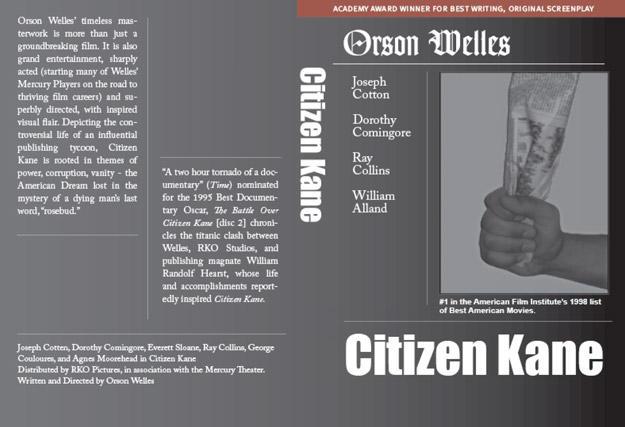 Orson Welles' timeless mas-
terwork is more than just a
groundbreaking film. It is also
grand entertainment, sharply
acted (starting many of Welles'
Mercury Players on the road to
thriving film careers) and su-
perbly directed, with inspired
visual flair. Depicting the con-
troversial life of an influential
publishing tycoon, Citizen
Kane is rooted in themes of
power, corruption, vanity - the
American Dream lost in the
mystery of a dying man's last
word, "rosebud."
"A two hour tornado of a doc-
umentary" (Time) nominated
for the 1995 Best Documen-
tary Oscar, The Battle Over
Citizen Kane [disc 2] chroni-
cles the titanic clash between
Welles, RKO Studios, and
publishing magnate William
Randolf Hearst, whose life
and accomplishments report-
edly inspired Citizen Kane.
Joseph Cotten, Dorothy Comingore, Everett Sloane, Ray Collins, George
Couloures, and Agnes Moorehead in Citizen Kane
Distributed by RKO Pictures, in association with the Mercury Theater.
Written and Directed by Orson Welles
Citizen Kane
ACADEMY AWARD WINNER FOR BEST WRITING, ORIGINAL SCREENPLAY
Orson Welles
Joseph
Cotton
Dorothy
Comingore
Ray
Collins
William
Alland
#1 in the American Film Institute's 1998 list
of Best American Movies.
Citizen Kane